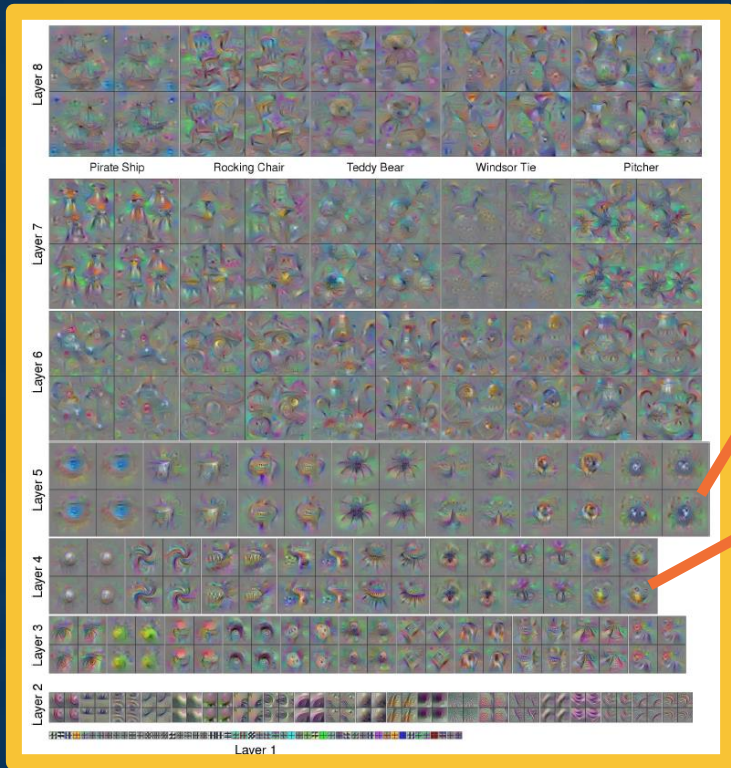 Layer 8
Pirate Ship Rocking Chair Teddy Bear Windsor Tie Pitcher
Layer 7
Layer 6
Layer 5
Layer 4
Layer 3
Layer 2
Layer 1